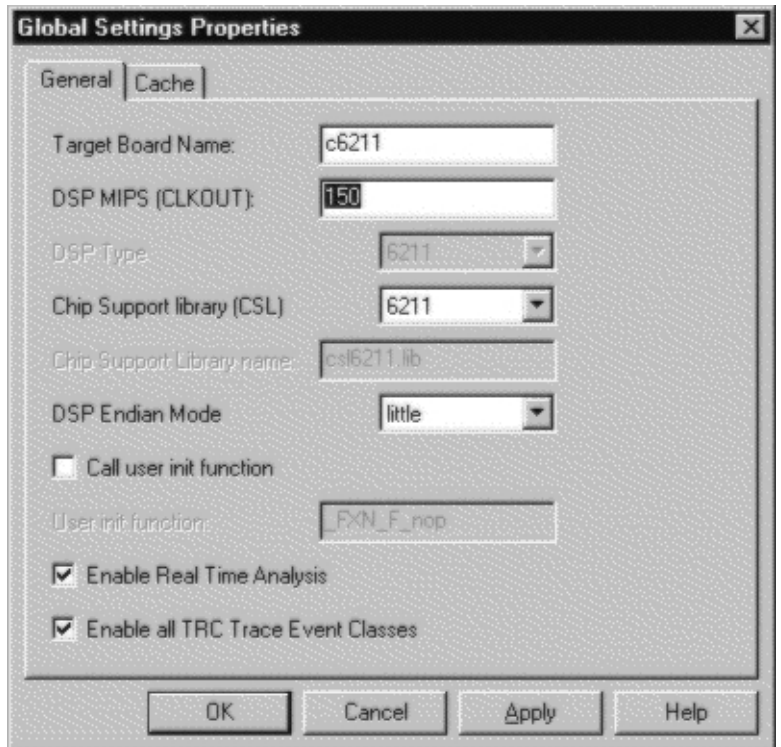 Global Settings Properties
General Cache
Target Board Name: c6211
DSP MIPS (CLKOUT): 150
DSP Type 6211
Chip Support library (CSL) 6211
Chip Support Library name: csl6211.lib
DSP Endian Mode little
Call user init function
User init function: _FXN_F_nop
Enable Real Time Analysis
Enable all TRC Trace Event Classes
OK Cancel Apply Help